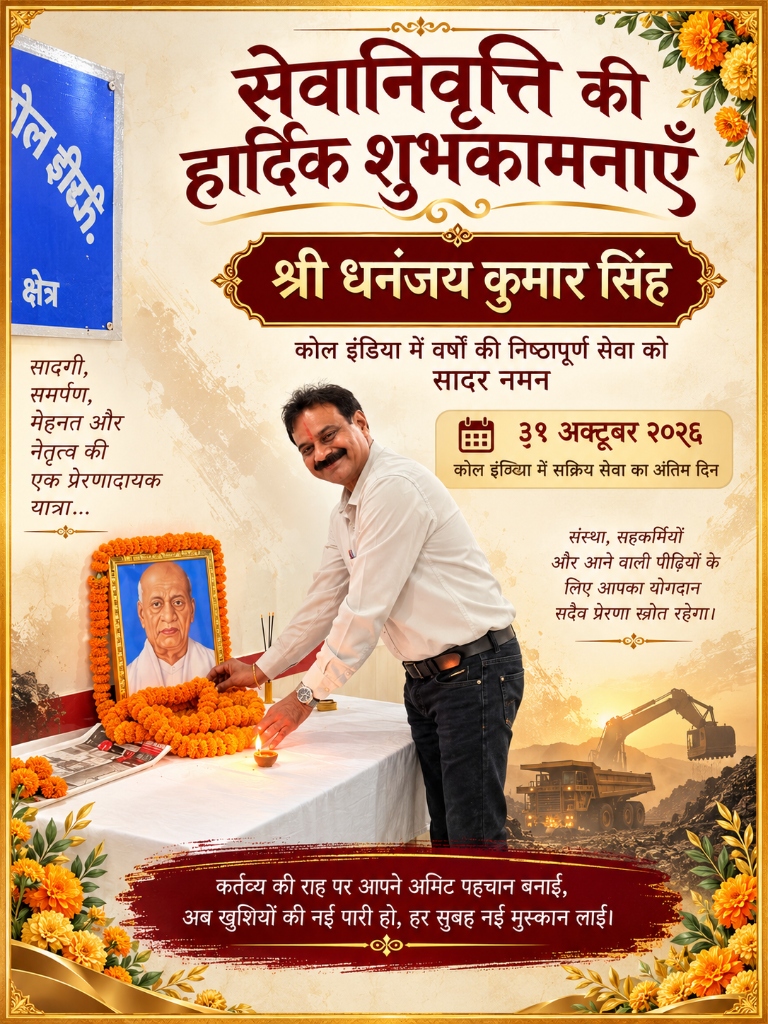 सेवानिवृत्ति की
हार्दिक शुभकामनाएँ
श्री धनंजय कुमार सिंह
कोल इंडिया में वर्षों की निष्ठापूर्ण सेवा को
सादर नमन
३१ अक्टूबर २०२६
कोल इंडिया में सक्रिय सेवा का अंतिम दिन
क्षेत्र
सादगी,
समर्पण,
मेहनत और
नेतृत्व की
एक प्रेरणादायक
यात्रा...
संस्था, सहकर्मियों
और आने वाली पीढ़ियों के
लिए आपका योगदान
सदैव प्रेरणा स्रोत रहेगा।
कर्तव्य की राह पर आपने अमिट पहचान बनाई,
अब खुशियों की नई पारी हो, हर सुबह नई मुस्कान लाई।